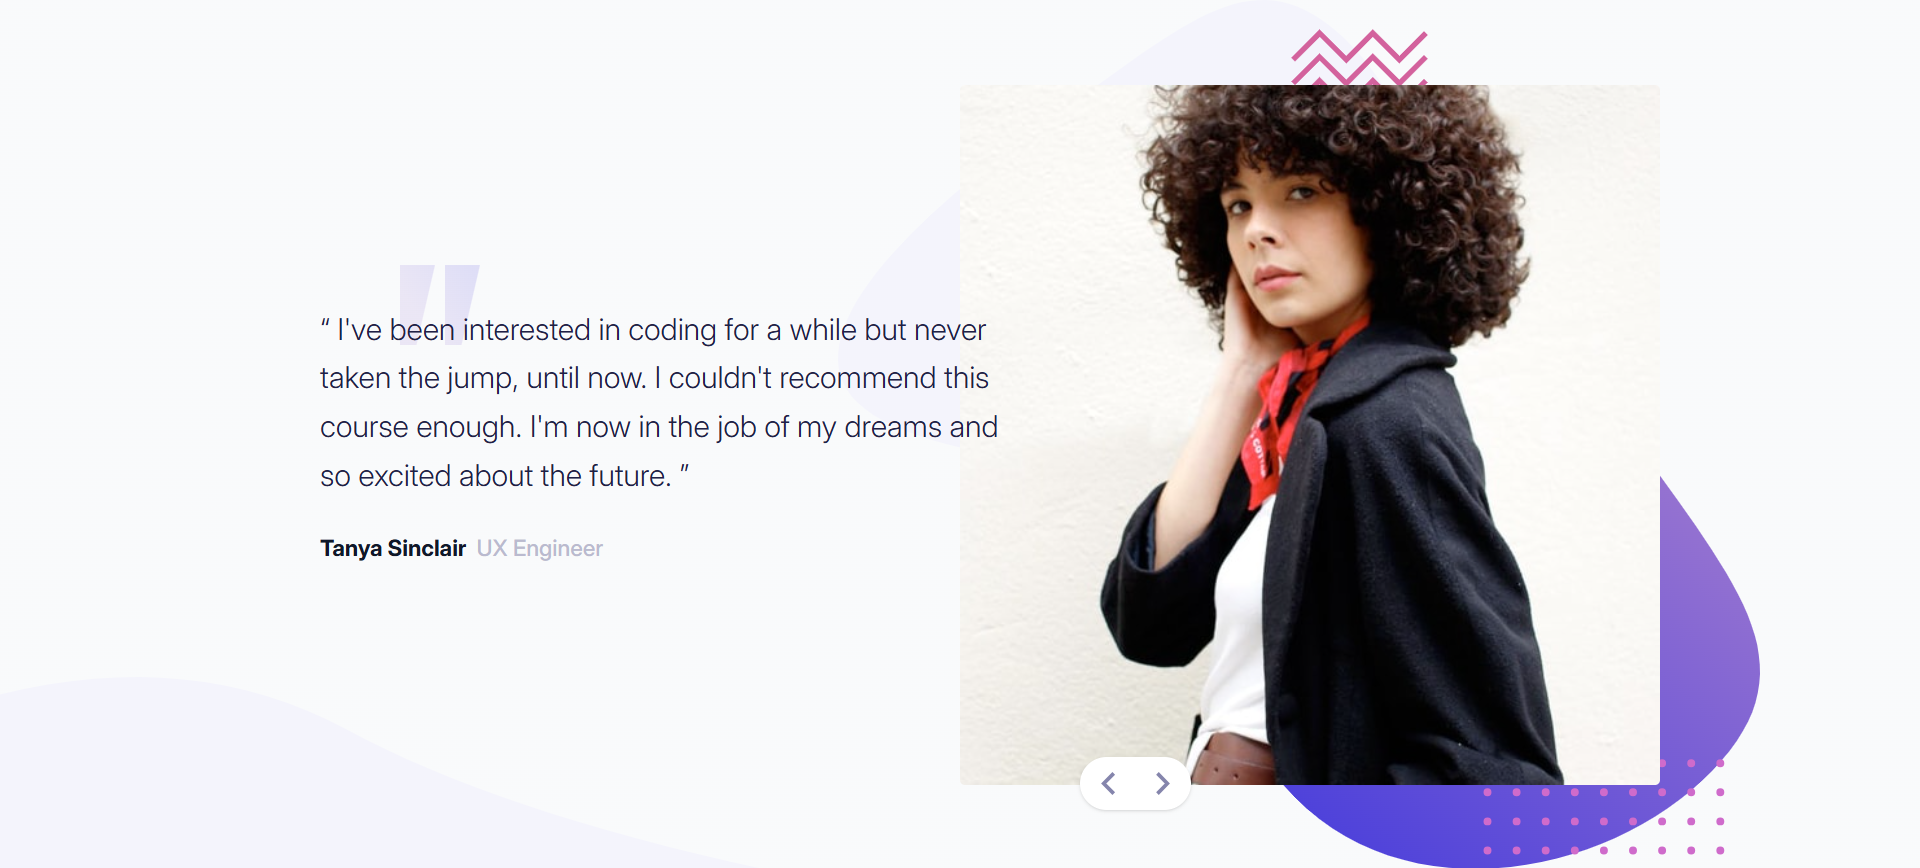 “ I've been interested in coding for a while but never
taken the jump, until now. I couldn't recommend this
course enough. I'm now in the job of my dreams and
so excited about the future. ”
Tanya Sinclair UX Engineer